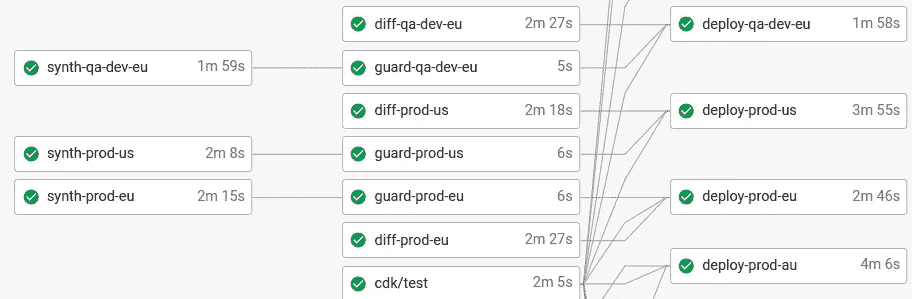 diff-qa-dev-eu 2m 27s
deploy-qa-dev-eu 1m 58s
synth-qa-dev-eu 1m 59s
guard-qa-dev-eu 5s
diff-prod-us 2m 18s
deploy-prod-us 3m 55s
synth-prod-us 2m 8s
guard-prod-us 6s
synth-prod-eu 2m 15s
guard-prod-eu 6s
deploy-prod-eu 2m 46s
diff-prod-eu 2m 27s
deploy-prod-au 4m 6s
cdk/test 2m 5s